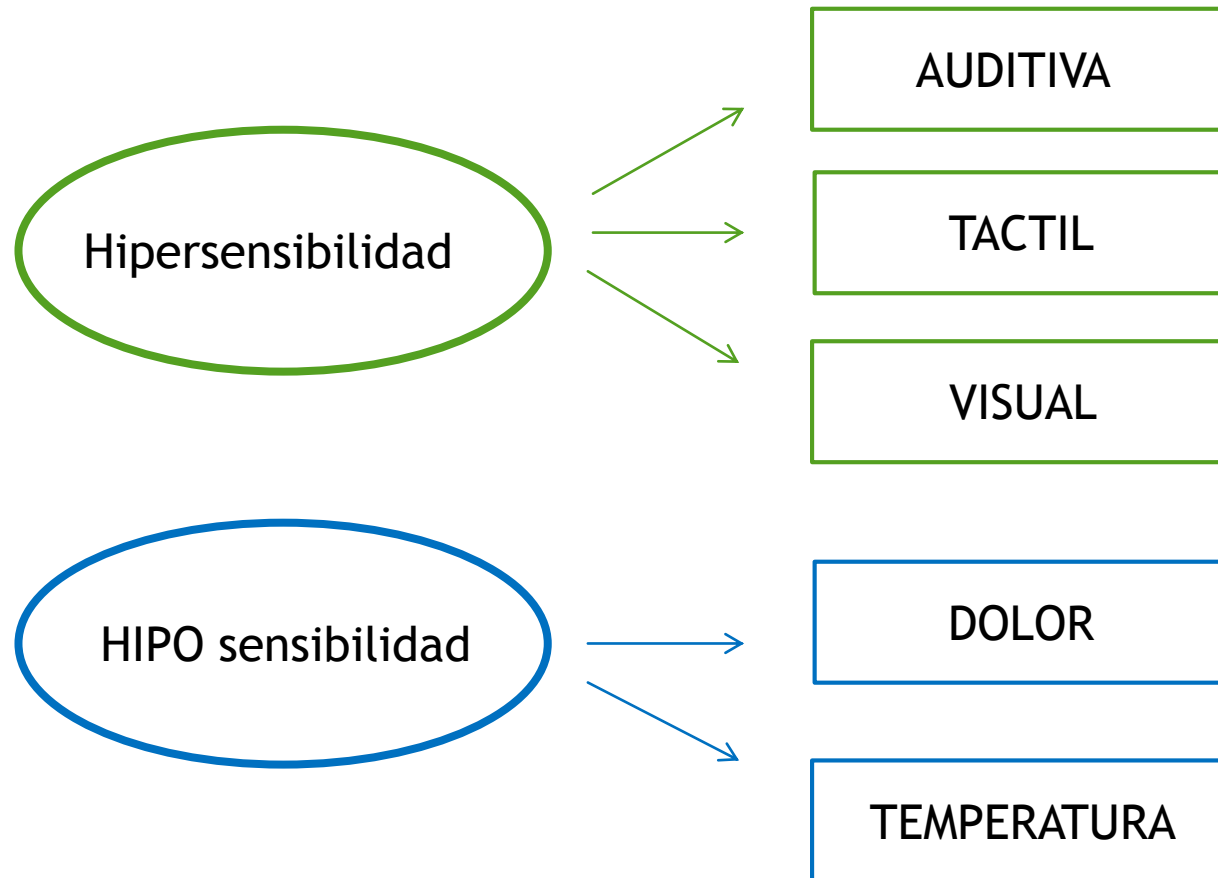 Hipersensibilidad
AUDITIVA
TACTIL
VISUAL
HIPO sensibilidad
DOLOR
TEMPERATURA